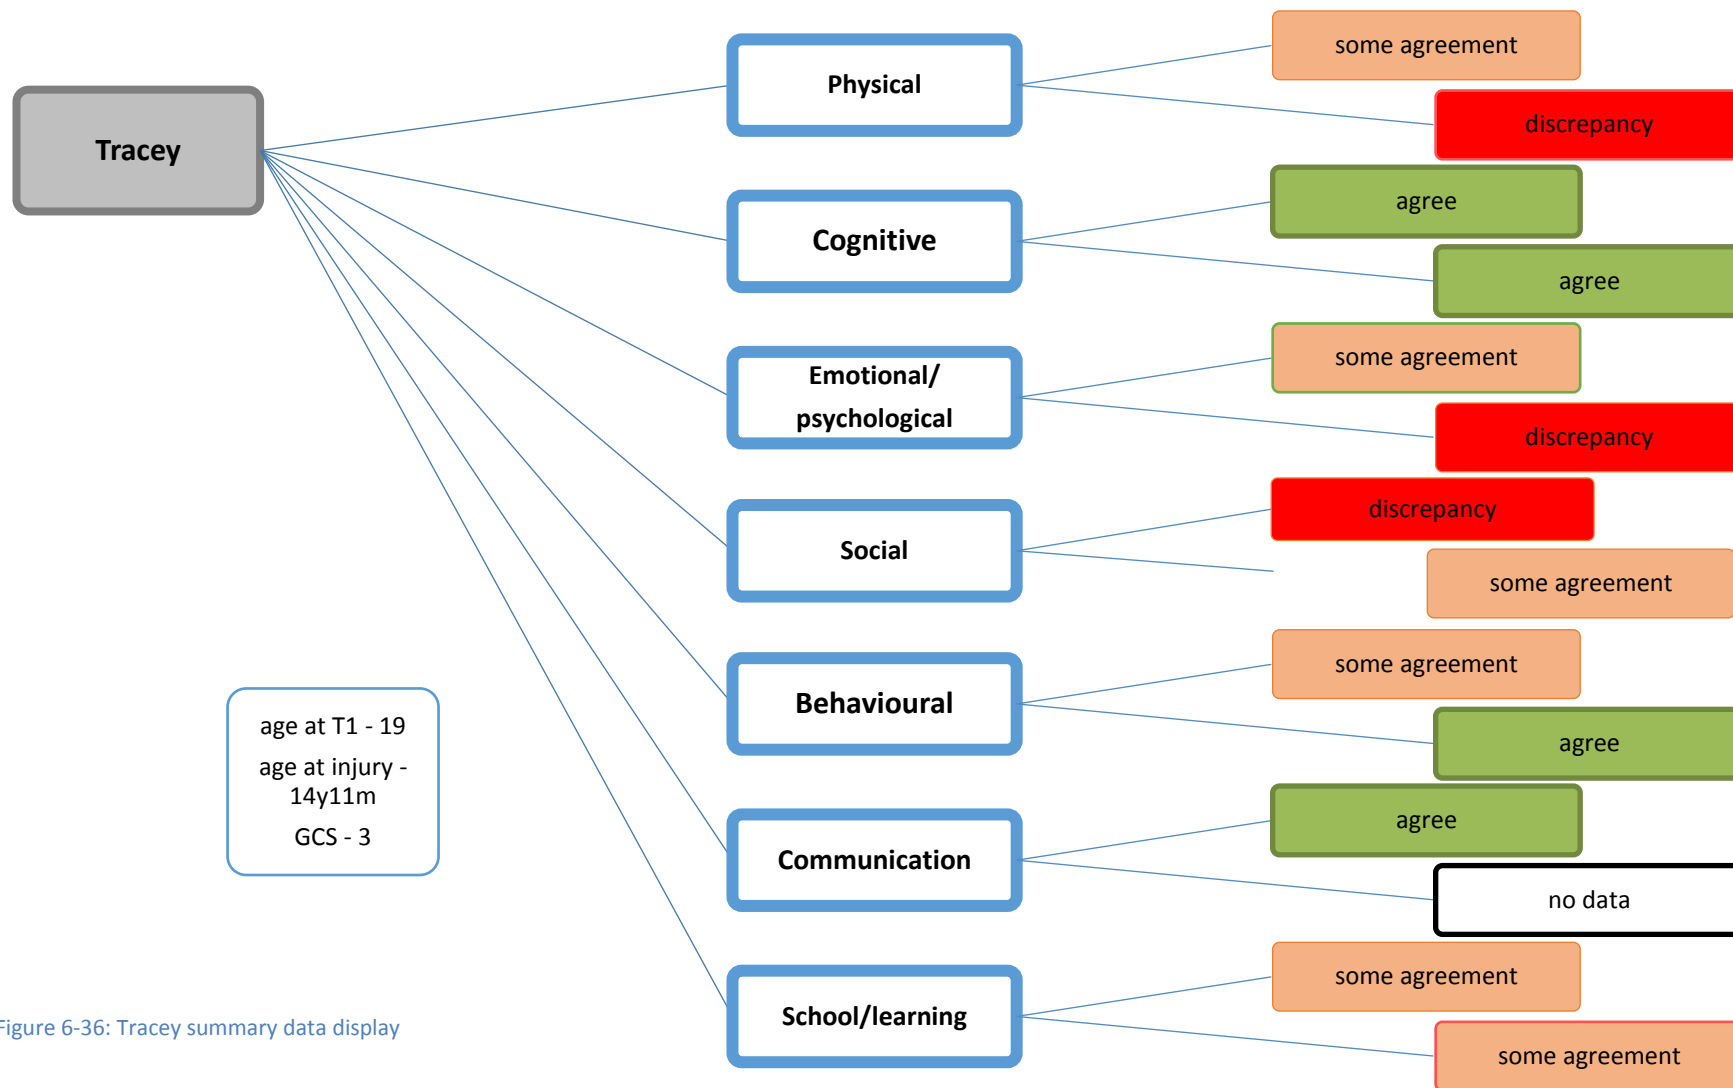 Tracey
Physical
some agreement
discrepancy
Cognitive
agree
agree
Emotional/
psychological
some agreement
discrepancy
Social
discrepancy
some agreement
Behavioural
some agreement
agree
Communication
agree
no data
School/learning
some agreement
some agreement
age at T1 - 19
age at injury -
14y11m
GCS - 3
Figure 6-36: Tracey summary data display